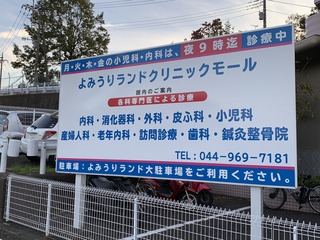 月・火・木・金の小児科・内科は、夜9時迄 診療中
よみうりランドクリニックモール
館内のご案内
各科専門医による診療
内科・消化器科・外科・皮ふ科・小児科
産婦人科・老年内科・訪問診療・歯科・鍼灸整骨院
TEL:044-969-7181
駐車場:よみうりランド大駐車場をご利用ください。